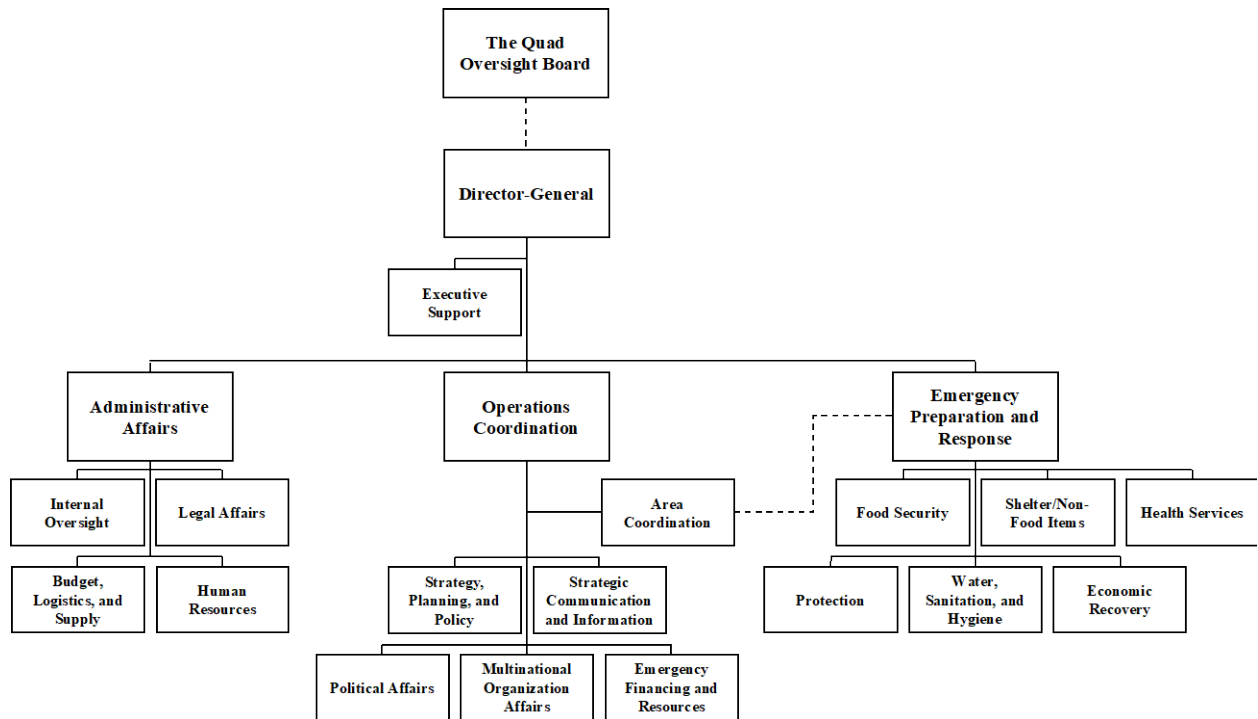 The Quad
Oversight Board
Director-General
Executive
Support
Administrative
Affairs
Operations
Coordination
Emergency
Preparation and
Response
Internal
Oversight
Legal Affairs
Budget,
Logistics, and
Supply
Human
Resources
Area
Coordination
Strategy,
Planning, and
Policy
Strategic
Communication
and Information
Political Affairs
Multinational
Organization
Affairs
Emergency
Financing and
Resources
Food Security
Shelter/Non-
Food Items
Health Services
Protection
Water,
Sanitation, and
Hygiene
Economic
Recovery